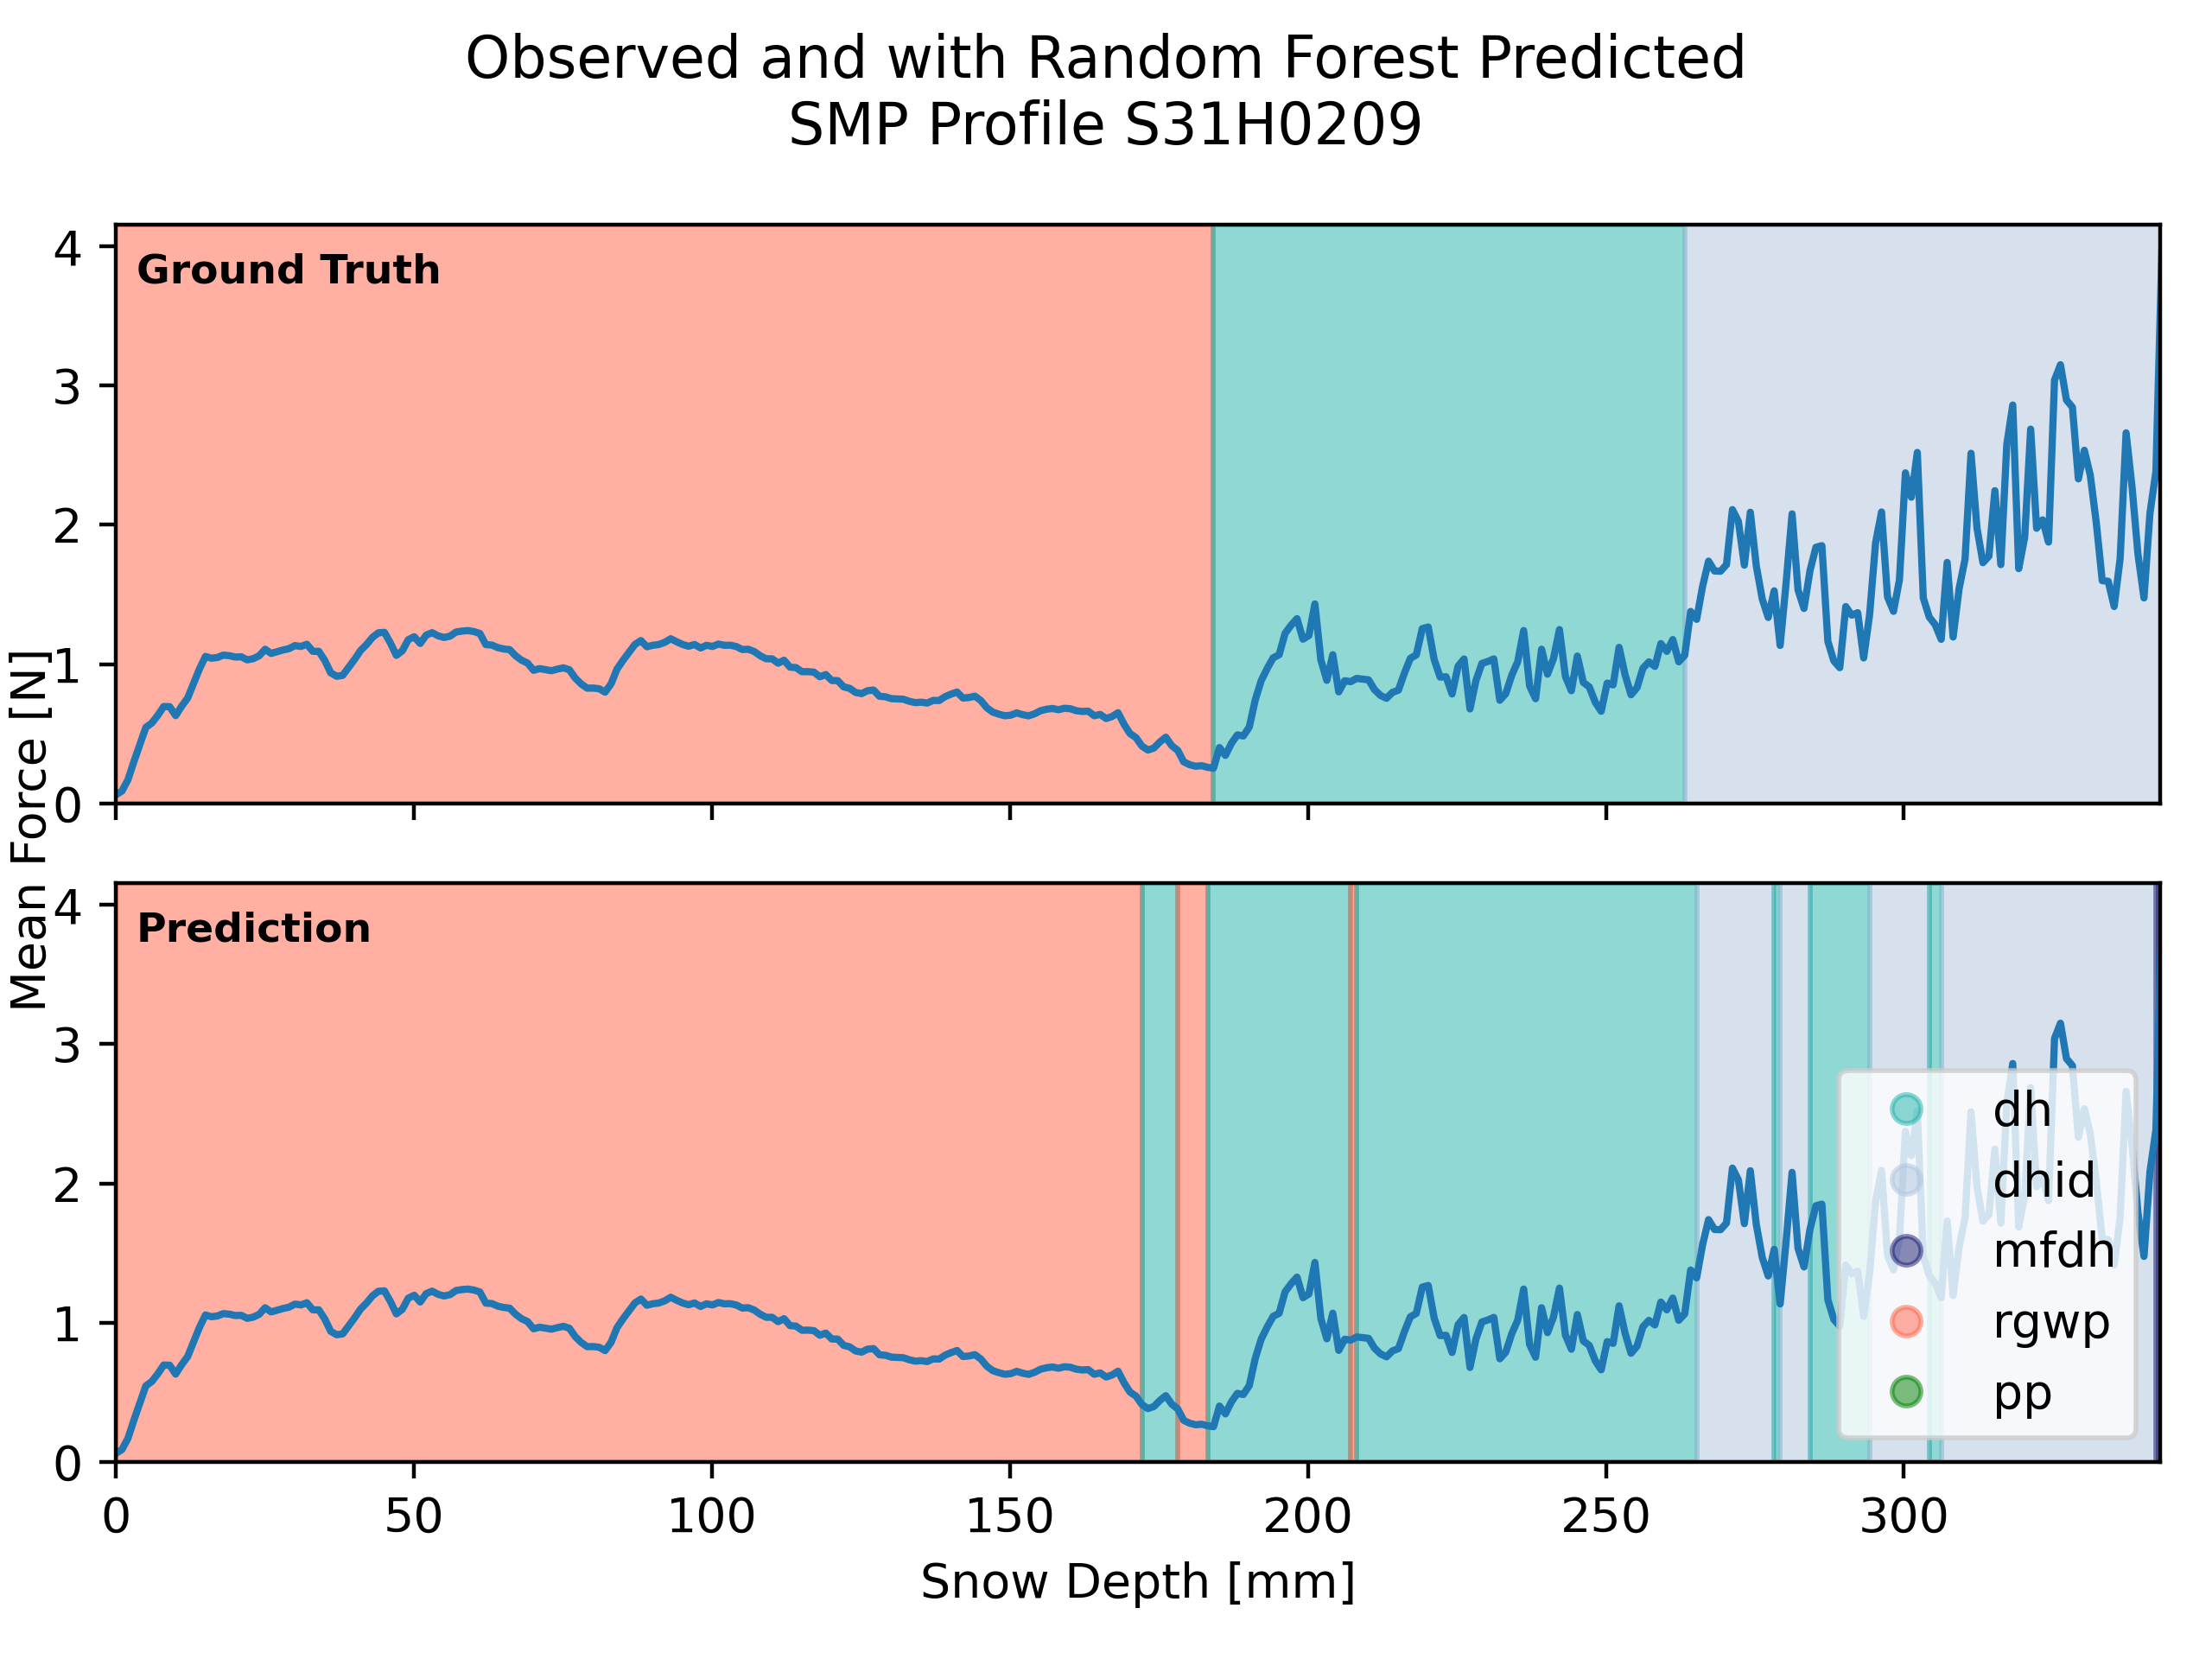 Observed and with Random Forest Predicted
SMP Profile S31H0209
Ground Truth
4
3
2
1
0
Mean Force [N]
Prediction
4
3
2
1
0
dh
dhid
mfdh
rgwp
pp
0 50 100 150 200 250 300
Snow Depth [mm]